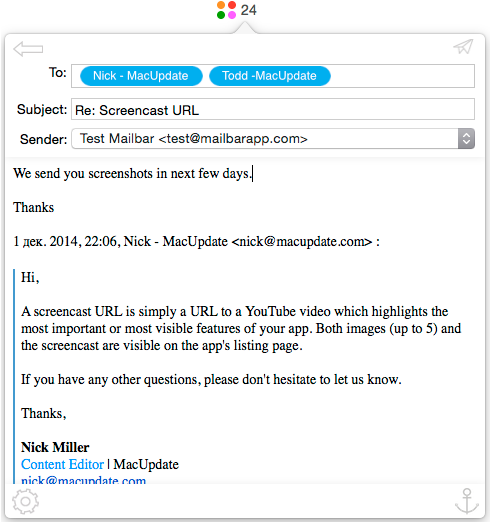 24
To: Nick - MacUpdate Todd -MacUpdate
Subject: Re: Screencast URL
Sender: Test Mailbar <test@mailbarapp.com>
We send you screenshots in next few days.
Thanks
1 дек. 2014, 22:06, Nick - MacUpdate <nick@macupdate.com> :
Hi,
A screencast URL is simply a URL to a YouTube video which highlights the
most important or most visible features of your app. Both images (up to 5) and
the screencast are visible on the app's listing page.
If you have any other questions, please don't hesitate to let us know.
Thanks,
Nick Miller
Content Editor | MacUpdate
nick@macupdate.com